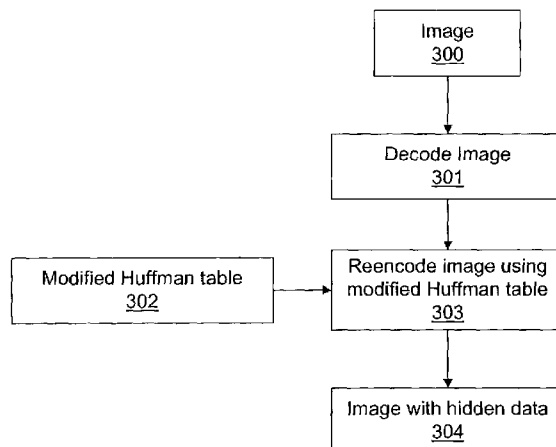 Image
300
Decode Image
301
Modified Huffman table
302
Reencode image using
modified Huffman table
303
Image with hidden data
304